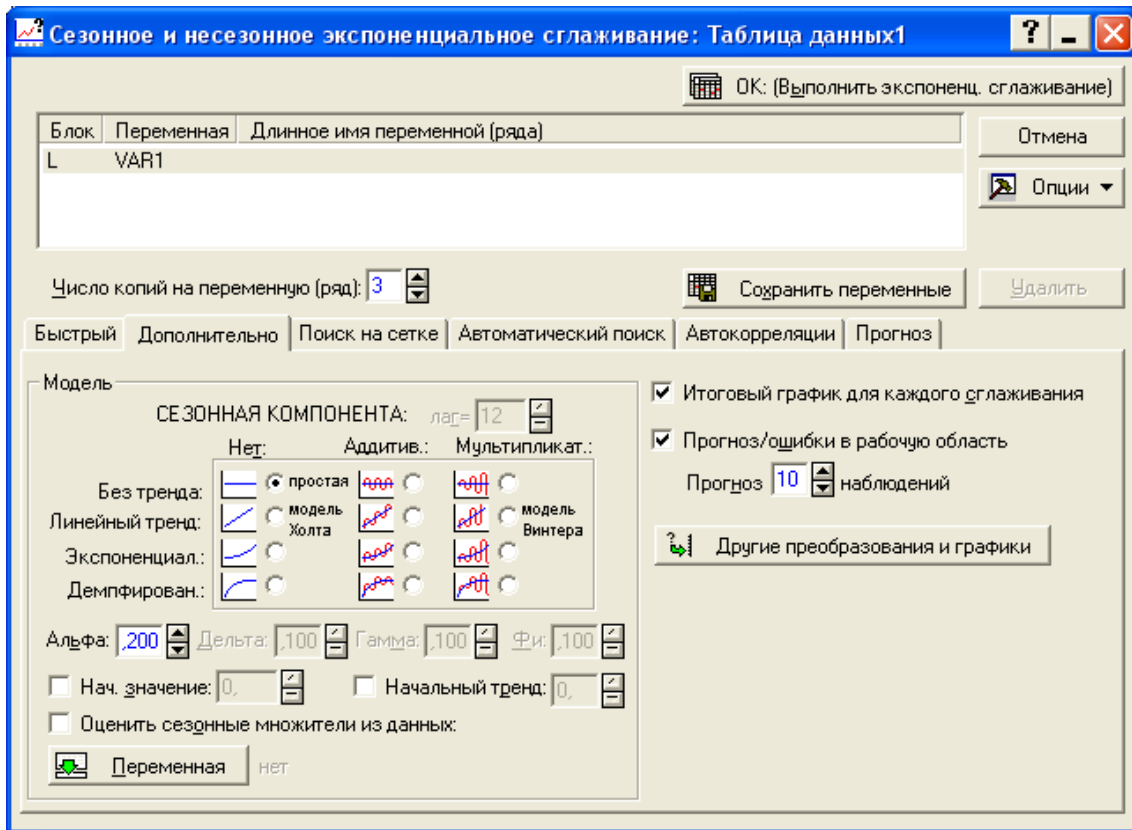 Сезонное и несезонное экспоненциальное сглаживание: Таблица данных1
ОК: (Выполнить экспоненц. сглаживание)
Блок Переменная Длинное имя переменной (ряда)
L VAR1
Отмена
Опции
Число копий на переменную (ряд): 3
Сохранить переменные
Удалить
Быстрый Дополнительно Поиск на сетке Автоматический поиск Автокорреляции Прогноз
Модель
СЕЗОННАЯ КОМПОНЕНТА: лаг= 12
Нет: Аддитив.: Мультипликат.:
Без тренда: простая
Линейный тренд: модель Холта модель Винтера
Экспоненциал.:
Демпфирован.:
Альфа: ,200 Дельта: ,100 Гамма: ,100 Фи: ,100
Нач. значение: 0, Начальный тренд: 0,
Оценить сезонные множители из данных:
Переменная нет
Итоговый график для каждого сглаживания
Прогноз/ошибки в рабочую область
Прогноз 10 наблюдений
Другие преобразования и графики